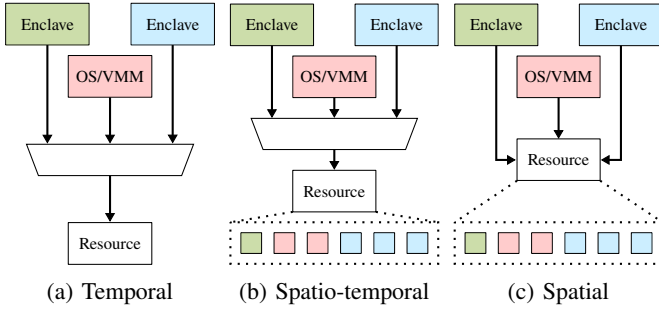 Enclave Enclave Enclave Enclave Enclave Enclave
OS/VMM OS/VMM OS/VMM
Resource
Resource
Resource
(a) Temporal (b) Spatio-temporal (c) Spatial